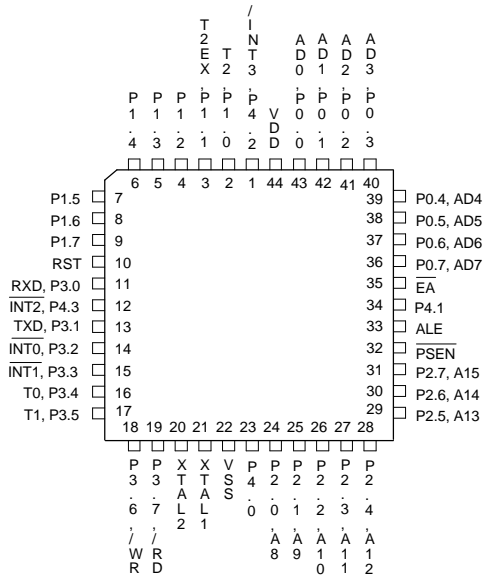 P1.4
P1.3
P1.2
T2EX,P1.1
T2,P1.0
/INT3,P4.2
VDD
AD0,P0.0
AD1,P0.1
AD2,P0.2
AD3,P0.3
6 5 4 3 2 1 44 43 42 41 40
P1.5 7
P1.6 8
P1.7 9
RST 10
RXD, P3.0 11
INT2, P4.3 12
TXD, P3.1 13
INT0, P3.2 14
INT1, P3.3 15
T0, P3.4 16
T1, P3.5 17
39 P0.4, AD4
38 P0.5, AD5
37 P0.6, AD6
36 P0.7, AD7
35 EA
34 P4.1
33 ALE
32 PSEN
31 P2.7, A15
30 P2.6, A14
29 P2.5, A13
18 19 20 21 22 23 24 25 26 27 28
P3.6,/WR
P3.7,/RD
XTAL2
XTAL1
VSS
P4.0
P2.0,A8
P2.1,A9
P2.2,A10
P2.3,A11
P2.4,A12